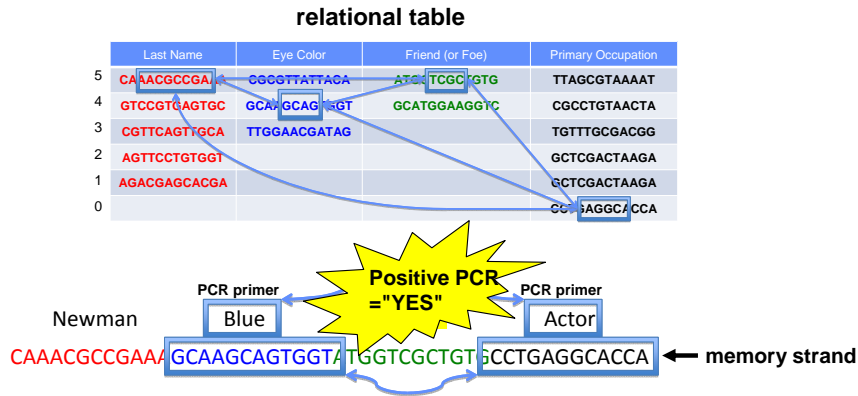 relational table
Last Name Eye Color Friend (or Foe) Primary Occupation
5 CAAACGCCGAAA CGCGTTATTACA ATGGTCGCTGTG TTAGCGTAAAAT
4 GTCCGTCAGTGC GCAAGCAGTGGT GCATGGAAGGTC CGCCTGTAACTA
3 CGTTCAGTTGCA TTGGAACGATAG TGTTTGCGACGG
2 AGTTCCTGTGGT GCTCGACTAAGA
1 AGACGAGCACGA GCTCGACTAAGA
0 CCTGAGGCACCA
Positive PCR
="YES"
PCR primer PCR primer
Newman Blue Actor
CAAACGCCGAAAGCAAGCAGTGGTATGGTCGCTGTGCCTGAGGCACCA memory strand